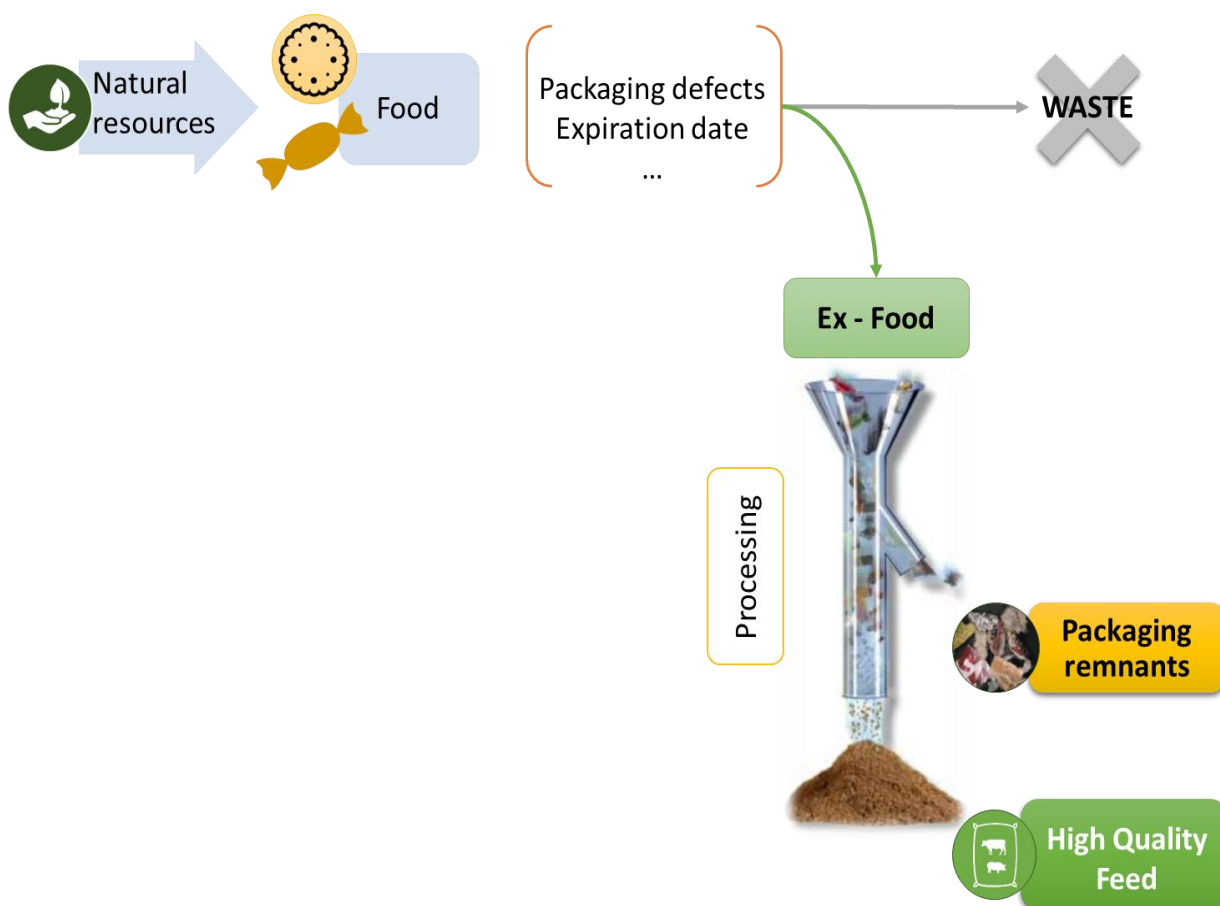 Natural
resources
Food
Packaging defects
Expiration date
...
WASTE
Ex - Food
Processing
Packaging
remnants
High Quality
Feed